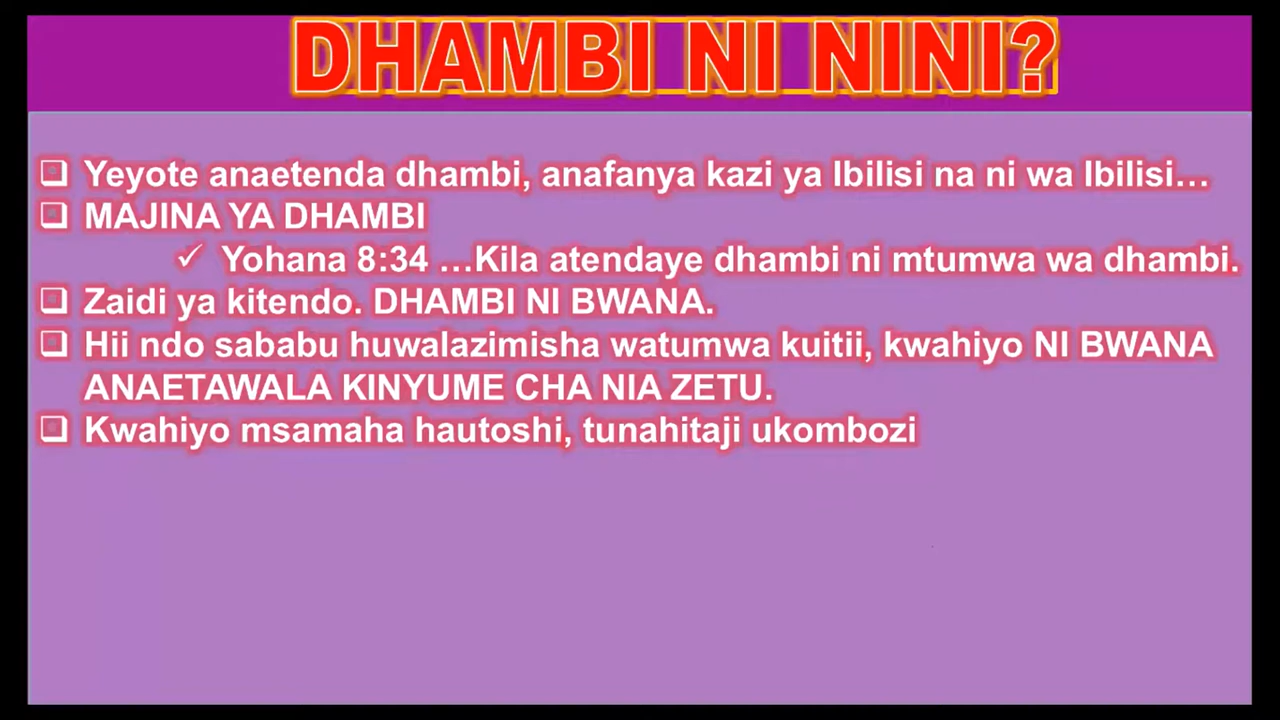 DHAMBI NI NINI?
Yeyote anaetenda dhambi, anafanya kazi ya Ibilisi na ni wa Ibilisi…
MAJINA YA DHAMBI
Yohana 8:34 …Kila atendaye dhambi ni mtumwa wa dhambi.
Zaidi ya kitendo. DHAMBI NI BWANA.
Hii ndo sababu huwalazimisha watumwa kuitii, kwahiyo NI BWANA
ANAETAWALA KINYUME CHA NIA ZETU.
Kwahiyo msamaha hautoshi, tunahitaji ukombozi